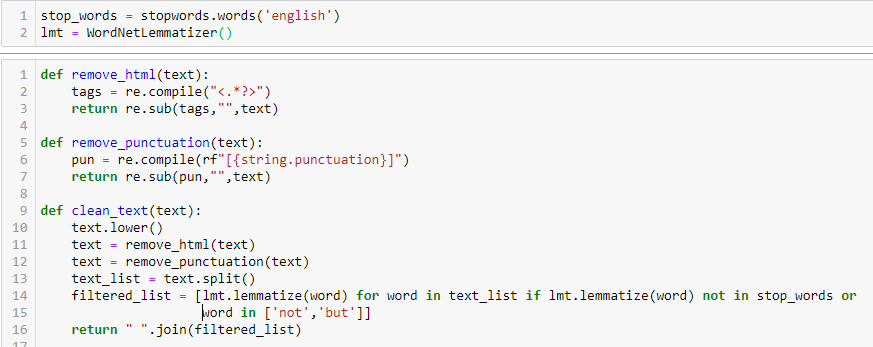 1 stop_words = stopwords.words('english')
2 lmt = WordNetLemmatizer()
1 def remove_html(text):
2     tags = re.compile("<.*?>")
3     return re.sub(tags,"",text)
4
5 def remove_punctuation(text):
6     pun = re.compile(rf"[{string.punctuation}]")
7     return re.sub(pun,"",text)
8
9 def clean_text(text):
10     text.lower()
11     text = remove_html(text)
12     text = remove_punctuation(text)
13     text_list = text.split()
14     filtered_list = [lmt.lemmatize(word) for word in text_list if lmt.lemmatize(word) not in stop_words or
15                      word in ['not','but']]
16     return " ".join(filtered_list)
17